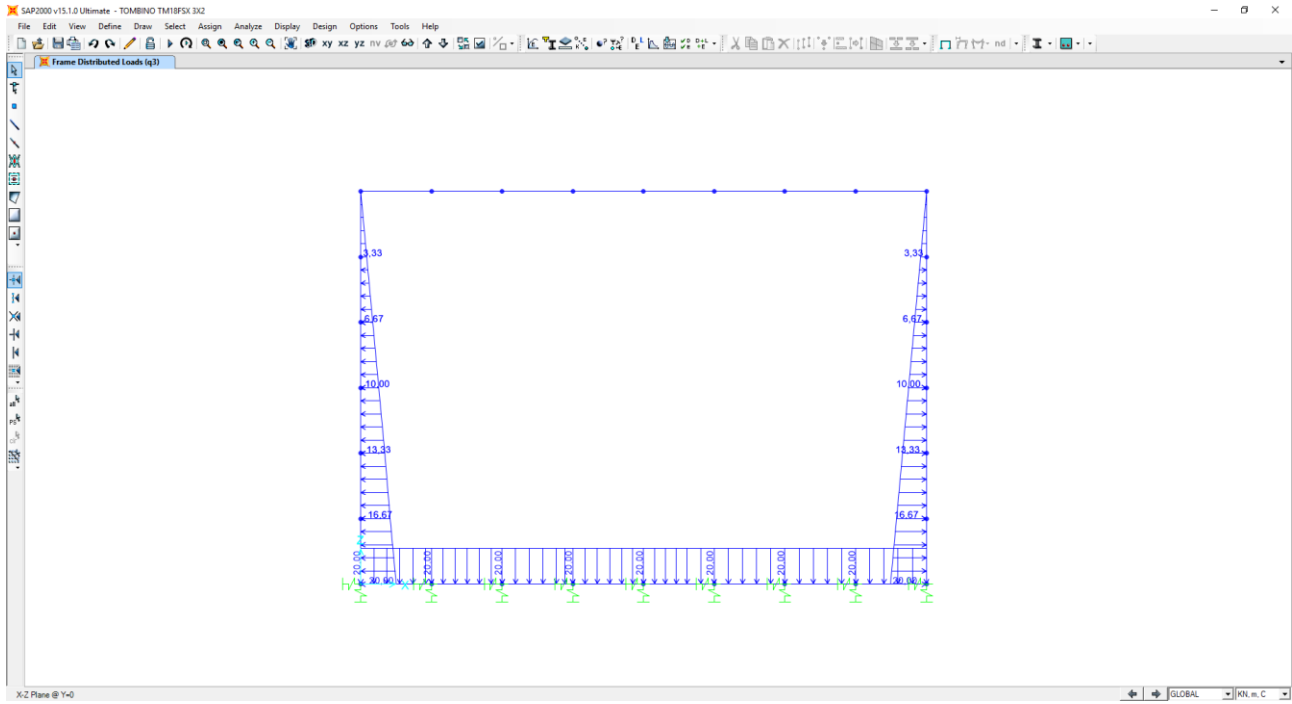 SAP2000 v15.1.0 Ultimate - TOMBINO TM18FSX 3X2
File Edit View Define Draw Select Assign Analyze Display Design Options Tools Help
xy xz yz nv nd
Frame Distributed Loads (q3)
3,33 3,33
6,67 6,67
10,00 10,00
13,33 13,33
16,67 16,67
20,00 20,00 20,00 20,00 20,00 20,00 20,00 20,00
20,00 X 20,00
X-Z Plane @ Y=0 GLOBAL KN, m, C